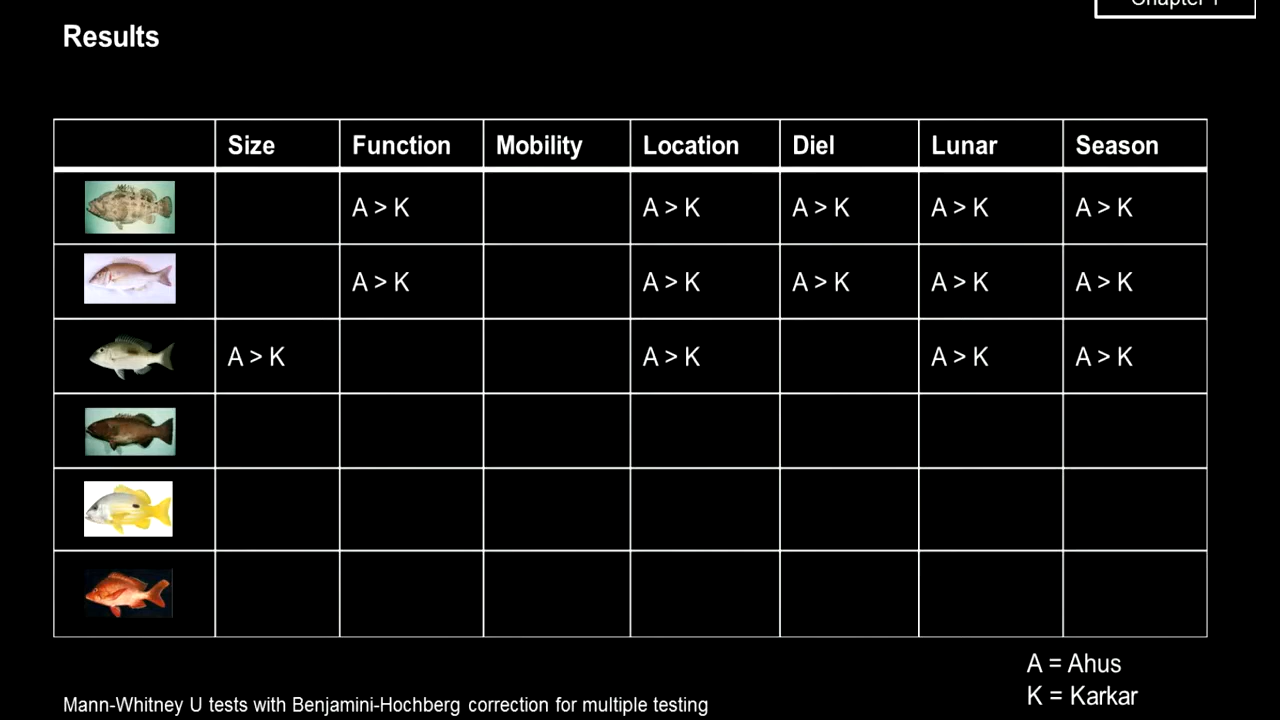 Results
Size Function Mobility Location Diel Lunar Season
A > K A > K A > K A > K A > K
A > K A > K A > K A > K A > K
A > K A > K A > K A > K
A = Ahus
K = Karkar
Mann-Whitney U tests with Benjamini-Hochberg correction for multiple testing